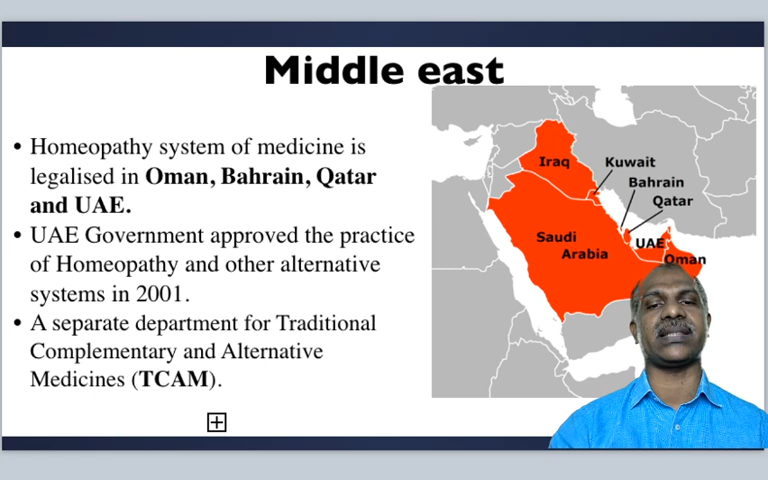 Middle east
• Homeopathy system of medicine is
legalised in Oman, Bahrain, Qatar
and UAE.
• UAE Government approved the practice
of Homeopathy and other alternative
systems in 2001.
• A separate department for Traditional
Complementary and Alternative
Medicines (TCAM).
Iraq
Kuwait
Bahrain
Qatar
Saudi
Arabia
UAE
Oman